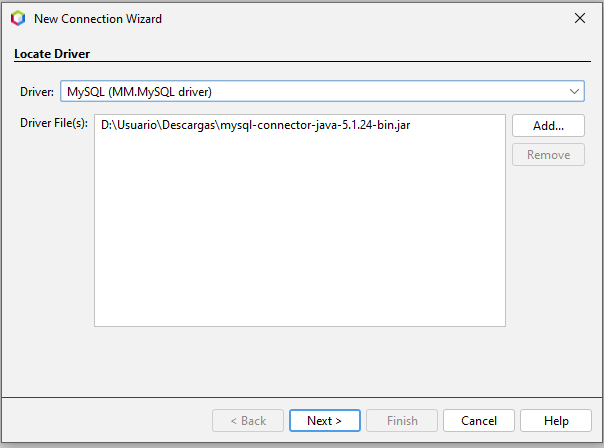 New Connection Wizard
Locate Driver
Driver: MySQL (MM.MySQL driver)
Driver File(s): D:\Usuario\Descargas\mysql-connector-java-5.1.24-bin.jar
Add...
Remove
< Back Next > Finish Cancel Help